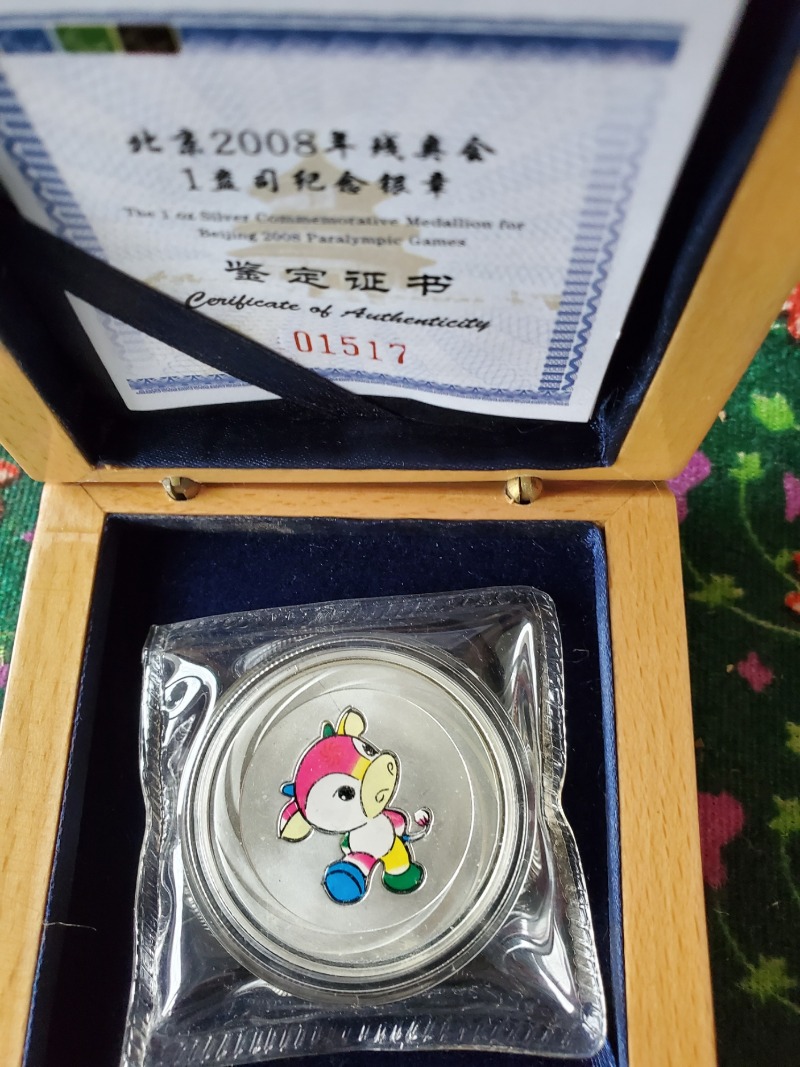 北京2008年残奥会
1盎司纪念银章
The 1 oz Silver Commemorative Medallion for
Beijing 2008 Paralympic Games
鉴定证书
Cerificate of Authenticity
01517